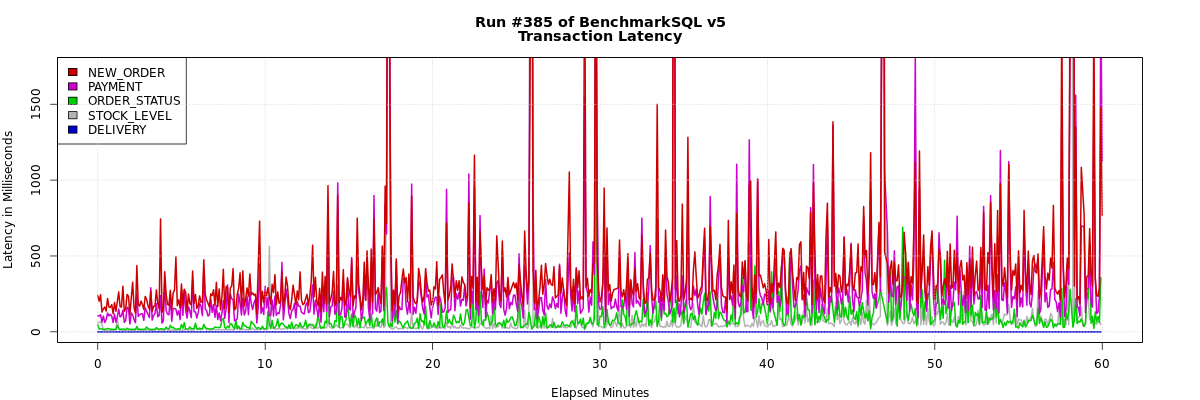 Run #385 of BenchmarkSQL v5
Transaction Latency
NEW_ORDER
PAYMENT
ORDER_STATUS
STOCK_LEVEL
DELIVERY
Latency in Milliseconds
1500
1000
500
0
0 10 20 30 40 50 60
Elapsed Minutes